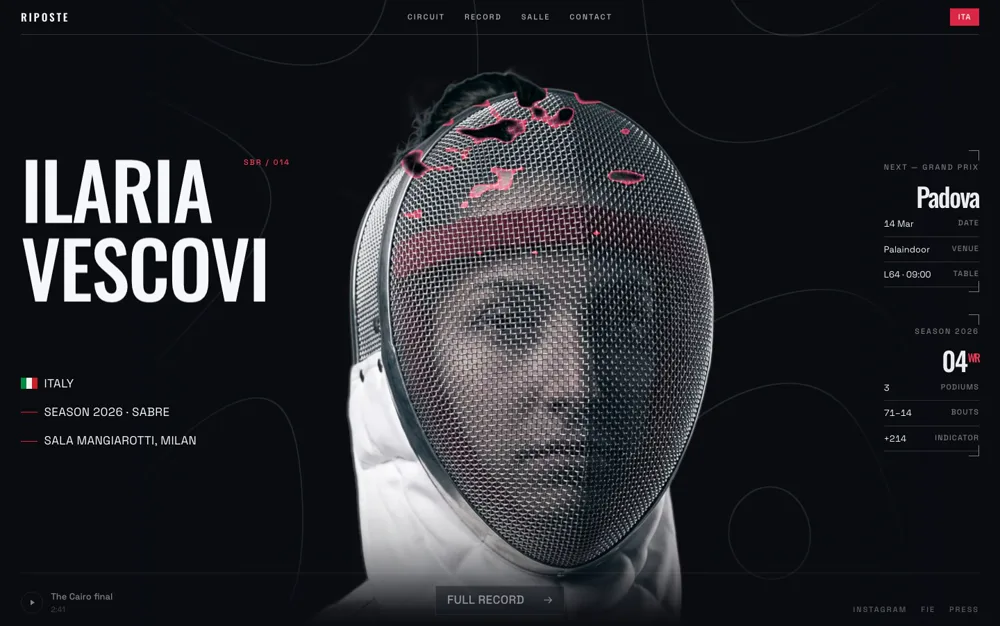 RIPOSTE
CIRCUIT RECORD SALLE CONTACT
ITA
SBR / 014
ILARIA
VESCOVI
ITALY
SEASON 2026 · SABRE
SALA MANGIAROTTI, MILAN
NEXT — GRAND PRIX
Padova
14 Mar DATE
Palaindoor VENUE
L64 · 09:00 TABLE
SEASON 2026
04 WR
3 PODIUMS
71–14 BOUTS
+214 INDICATOR
The Cairo final
2:41
FULL RECORD →
INSTAGRAM FIE PRESS